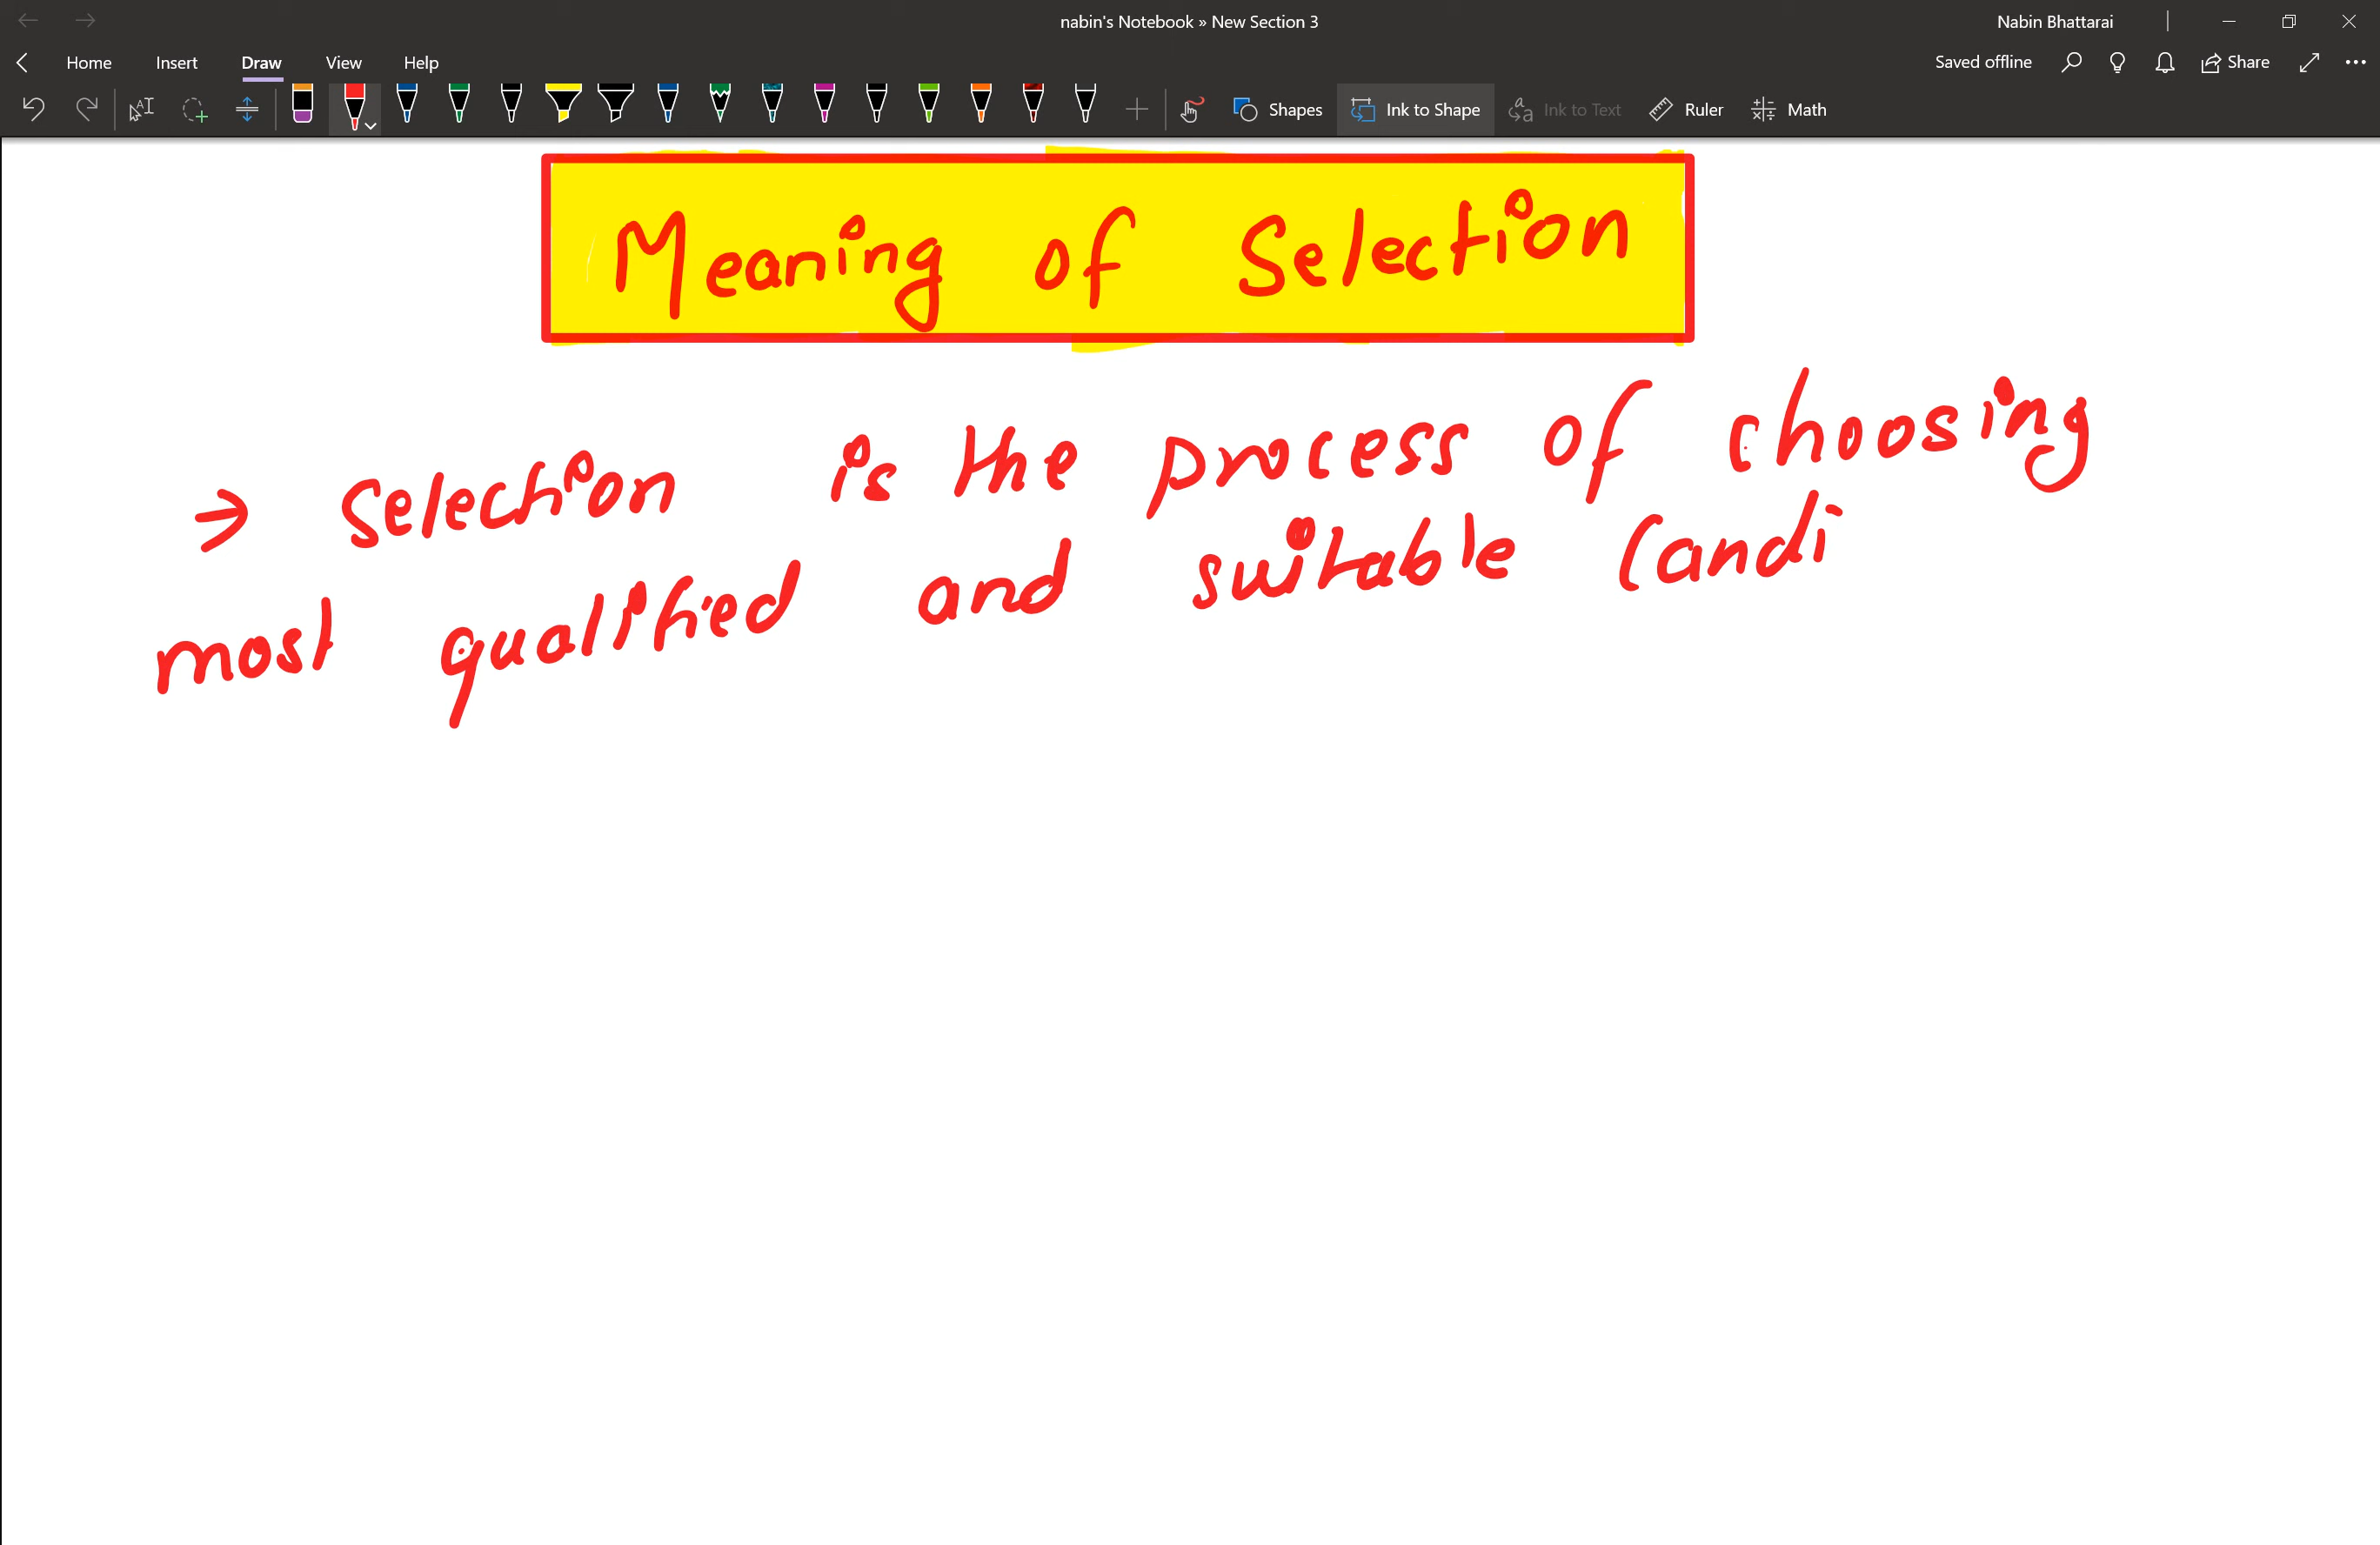 nabin's Notebook » New Section 3
Nabin Bhattarai
Home Insert Draw View Help
Saved offline
Share
Shapes
Ink to Shape
Ink to Text
Ruler
Math
Meaning of Selection
→ Selection is the process of choosing
most qualified and suitable Candi